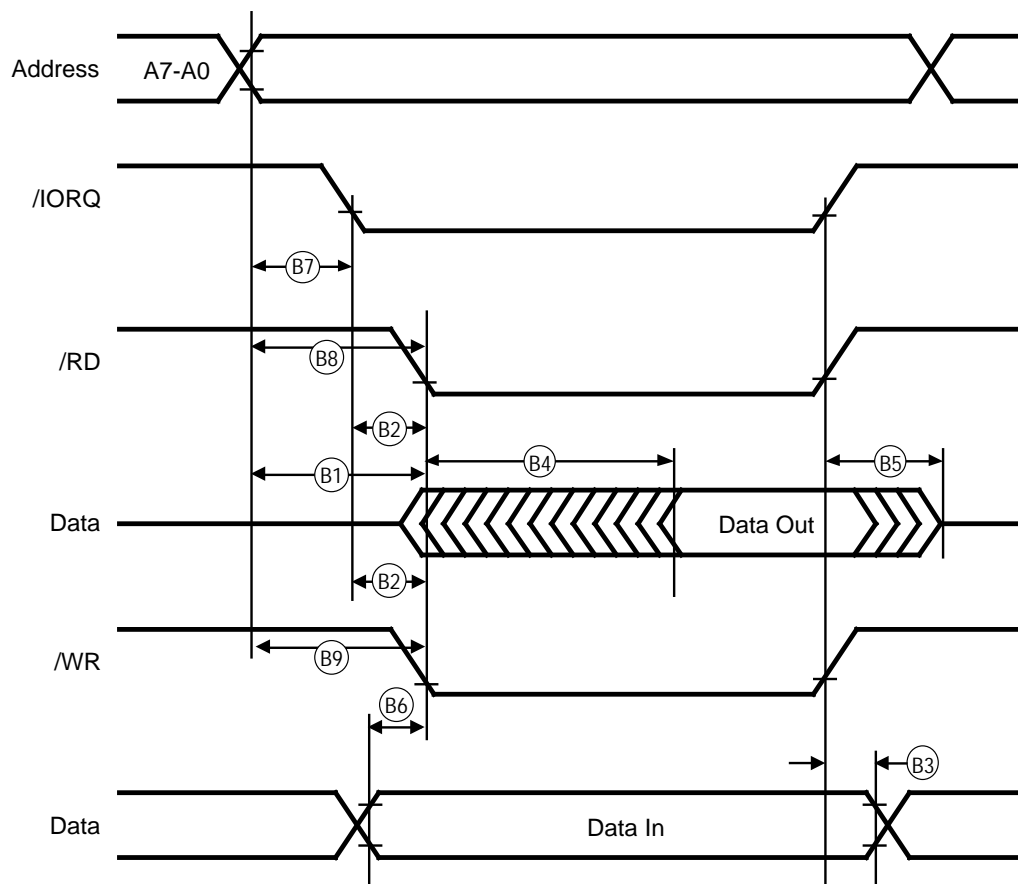 Address A7-A0
/IORQ
B7
/RD
B8
B2
B1
B4
B5
Data
Data Out
B2
/WR
B9
B6
B3
Data
Data In